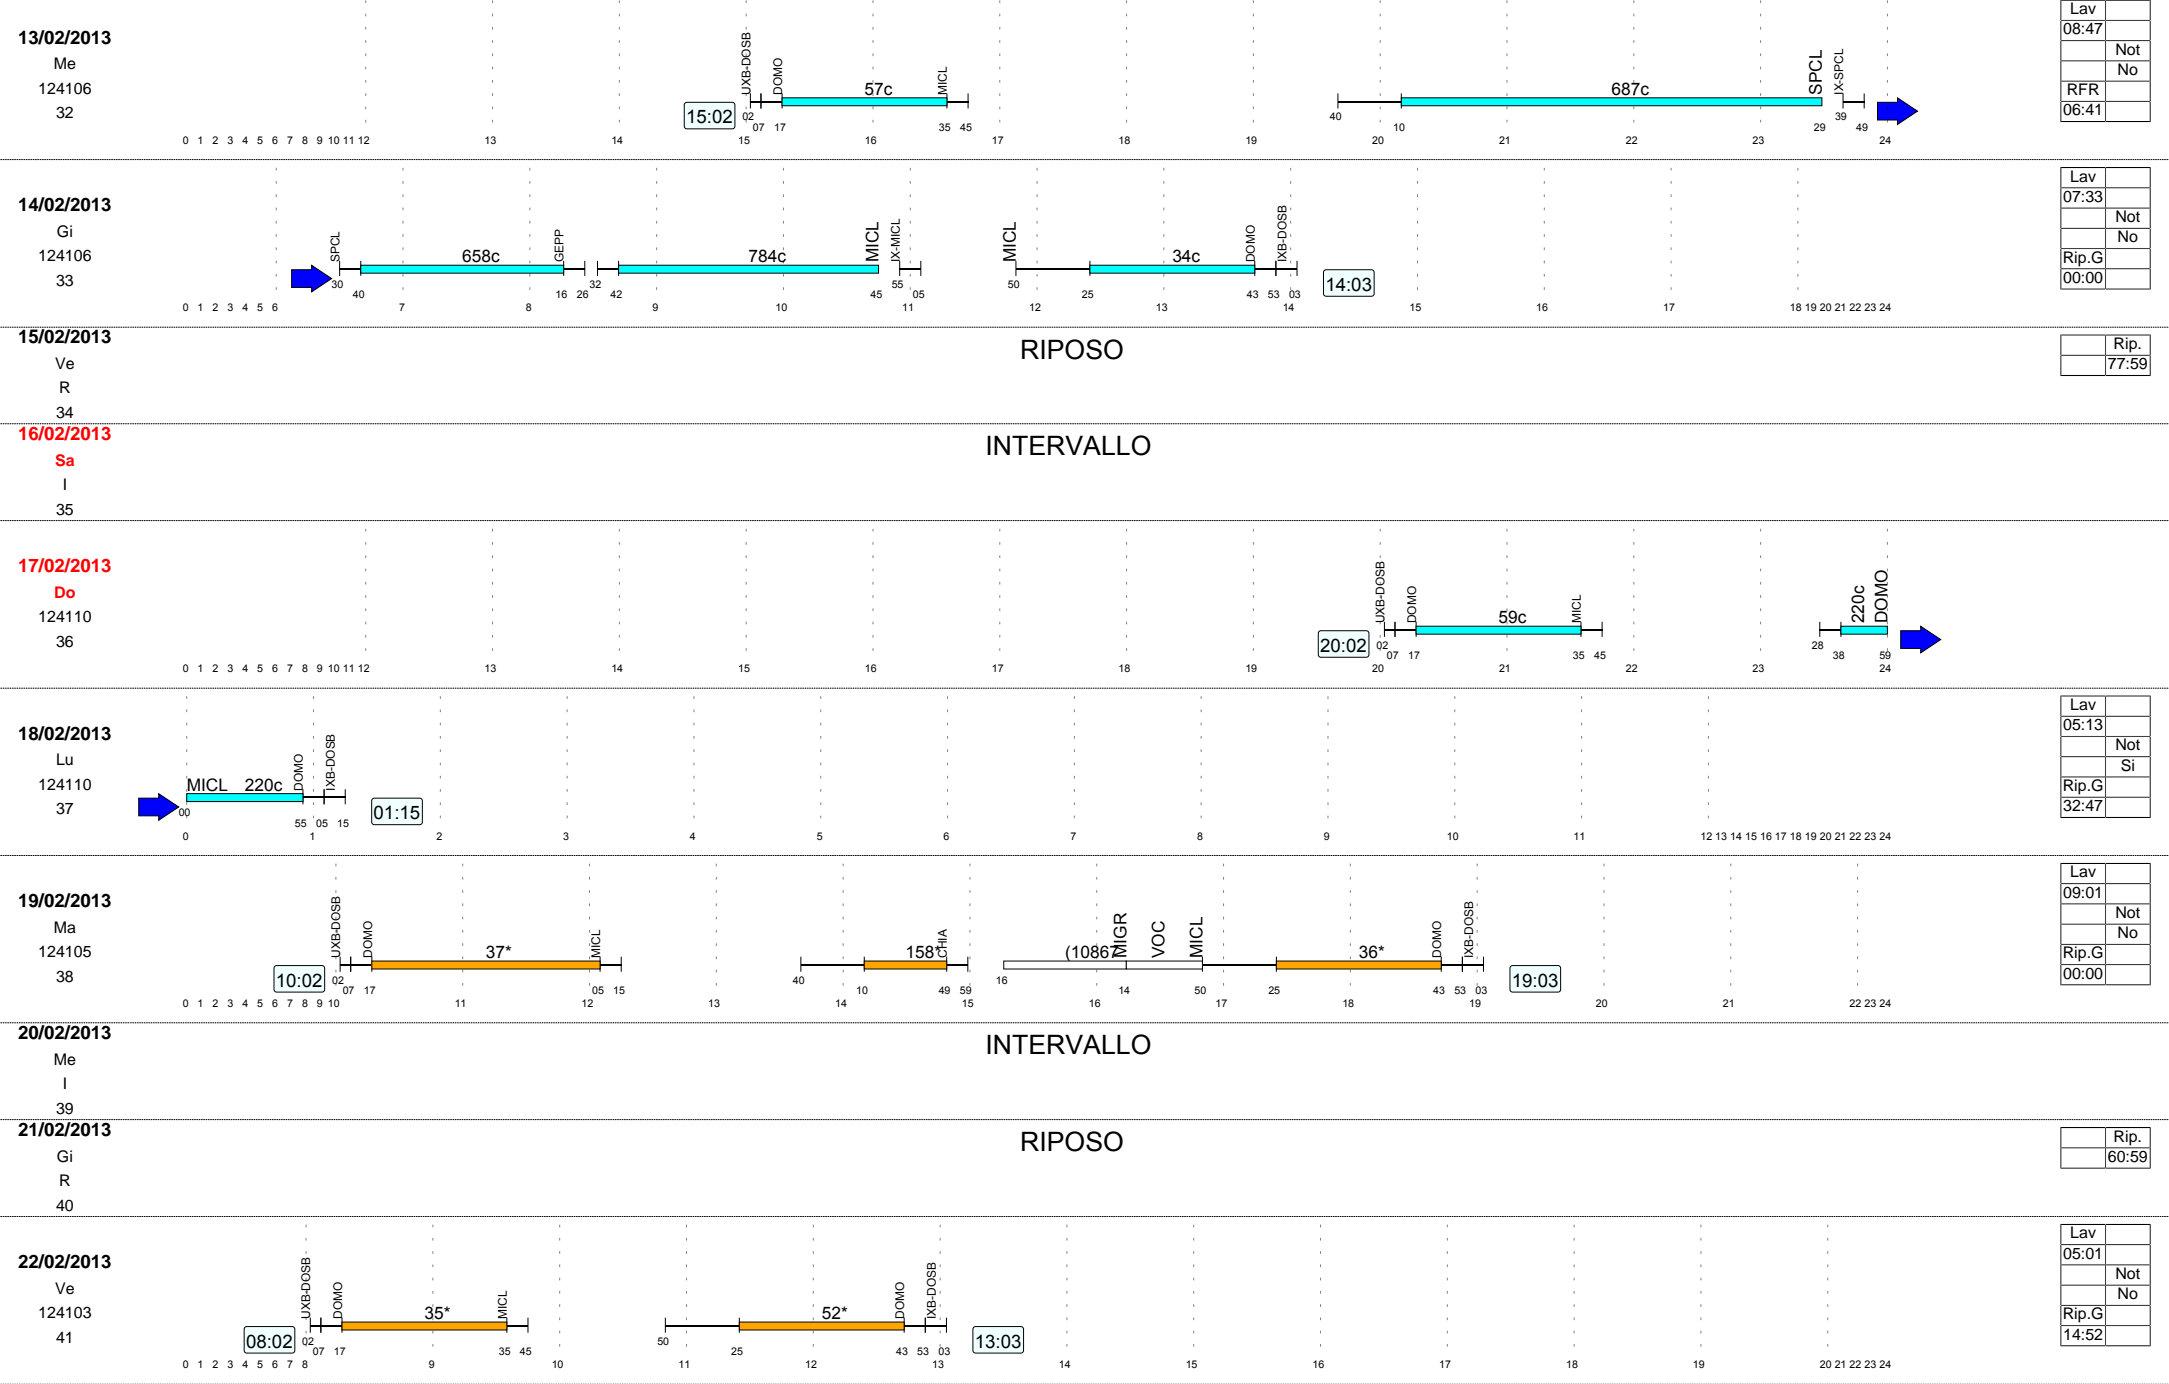 13/02/2013
Me
124106
32
15:02
UXB-DOSB
DOMO
57c
MICL
687c
SPCL
IX-SPCL
02 07 17 35 45 40 10 29 39 49
0 1 2 3 4 5 6 7 8 9 10 11 12 13 14 15 16 17 18 19 20 21 22 23 24
Lav
08:47
Not
No
RFR
06:41
14/02/2013
Gi
124106
33
SPCL
658c
GEPP
784c
MICL
IX-MICL
MICL
34c
DOMO
IXB-DOSB
14:03
30 40 16 26 32 42 45 55 05 50 25 43 53 03
0 1 2 3 4 5 6 7 8 9 10 11 12 13 14 15 16 17 18 19 20 21 22 23 24
Lav
07:33
Not
No
Rip.G
00:00
15/02/2013
Ve
R
34
RIPOSO
Rip.
77:59
16/02/2013
Sa
I
35
INTERVALLO
17/02/2013
Do
124110
36
20:02
UXB-DOSB
DOMO
59c
MICL
220c
DOMO
02 07 17 35 45 28 38 59
0 1 2 3 4 5 6 7 8 9 10 11 12 13 14 15 16 17 18 19 20 21 22 23 24
18/02/2013
Lu
124110
37
MICL 220c
DOMO
IXB-DOSB
01:15
00 55 05 15
0 1 2 3 4 5 6 7 8 9 10 11 12 13 14 15 16 17 18 19 20 21 22 23 24
Lav
05:13
Not
Si
Rip.G
32:47
19/02/2013
Ma
124105
38
10:02
UXB-DOSB
DOMO
37*
MICL
158*
CHIA
(10867
MIGR
VOC
MICL
36*
DOMO
IXB-DOSB
19:03
02 07 17 05 15 40 10 49 59 16 14 50 25 43 53 03
0 1 2 3 4 5 6 7 8 9 10 11 12 13 14 15 16 17 18 19 20 21 22 23 24
Lav
09:01
Not
No
Rip.G
00:00
20/02/2013
Me
I
39
INTERVALLO
21/02/2013
Gi
R
40
RIPOSO
Rip.
60:59
22/02/2013
Ve
124103
41
08:02
UXB-DOSB
DOMO
35*
MICL
52*
DOMO
IXB-DOSB
13:03
02 07 17 35 45 50 25 43 53 03
0 1 2 3 4 5 6 7 8 9 10 11 12 13 14 15 16 17 18 19 20 21 22 23 24
Lav
05:01
Not
No
Rip.G
14:52